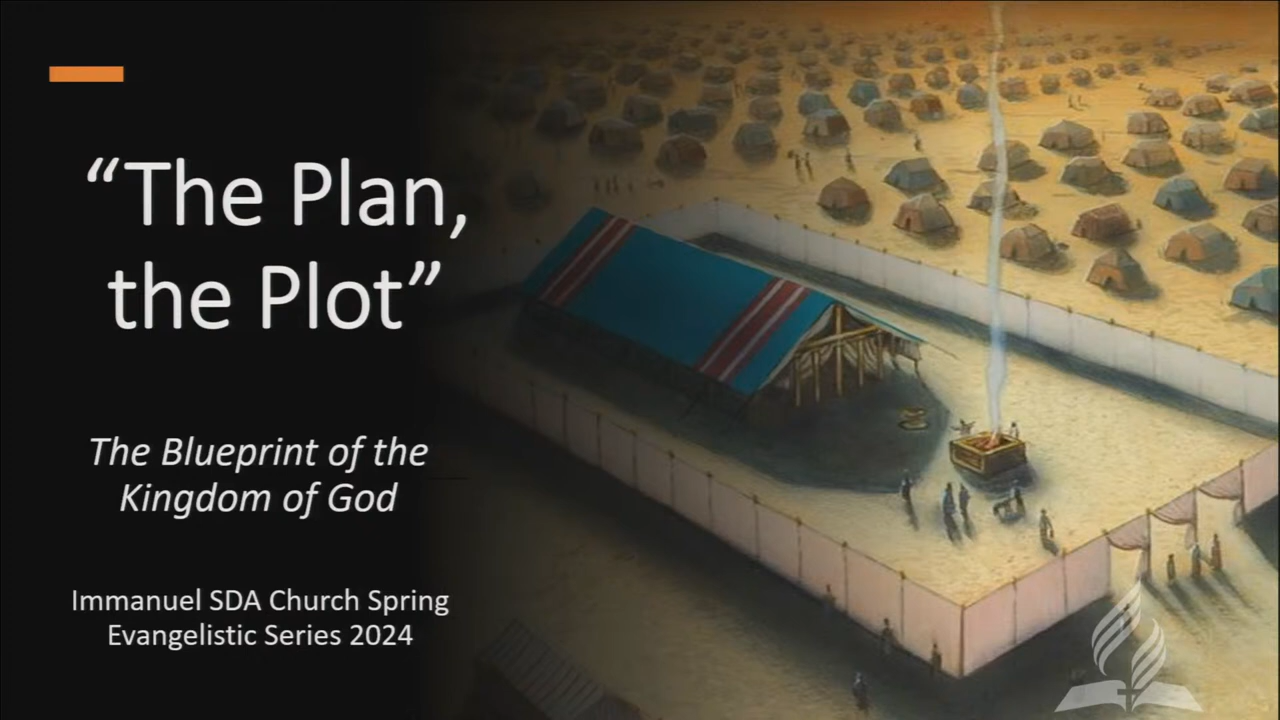 “The Plan,
the Plot”
The Blueprint of the
Kingdom of God
Immanuel SDA Church Spring
Evangelistic Series 2024